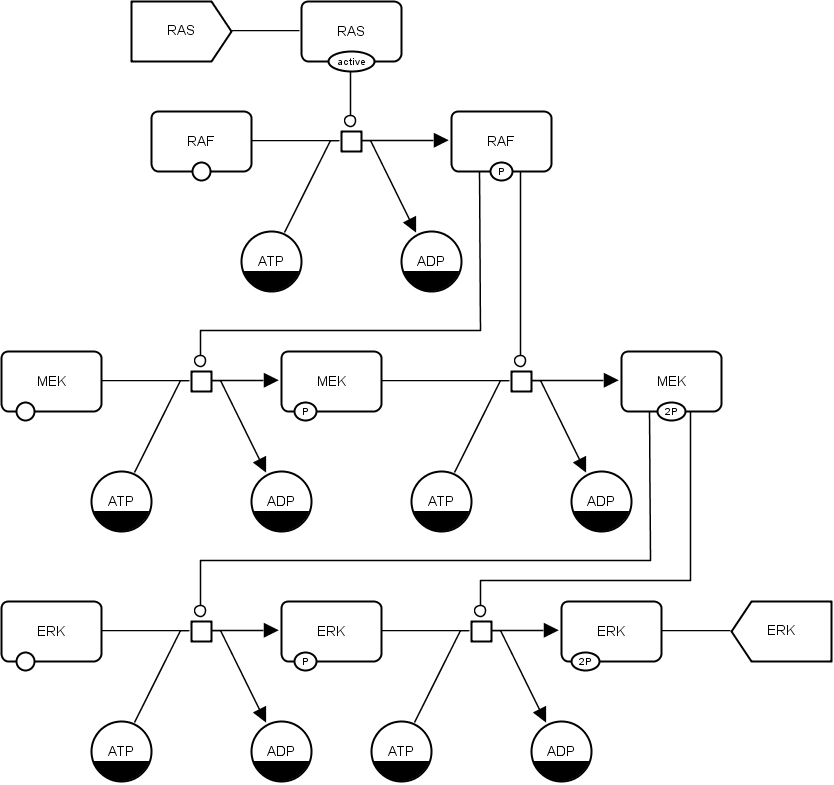 RAS
RAS
active
RAF
RAF
P
ATP
ADP
MEK
MEK
MEK
P
2P
ATP
ADP
ATP
ADP
ERK
ERK
ERK
ERK
P
2P
ATP
ADP
ATP
ADP